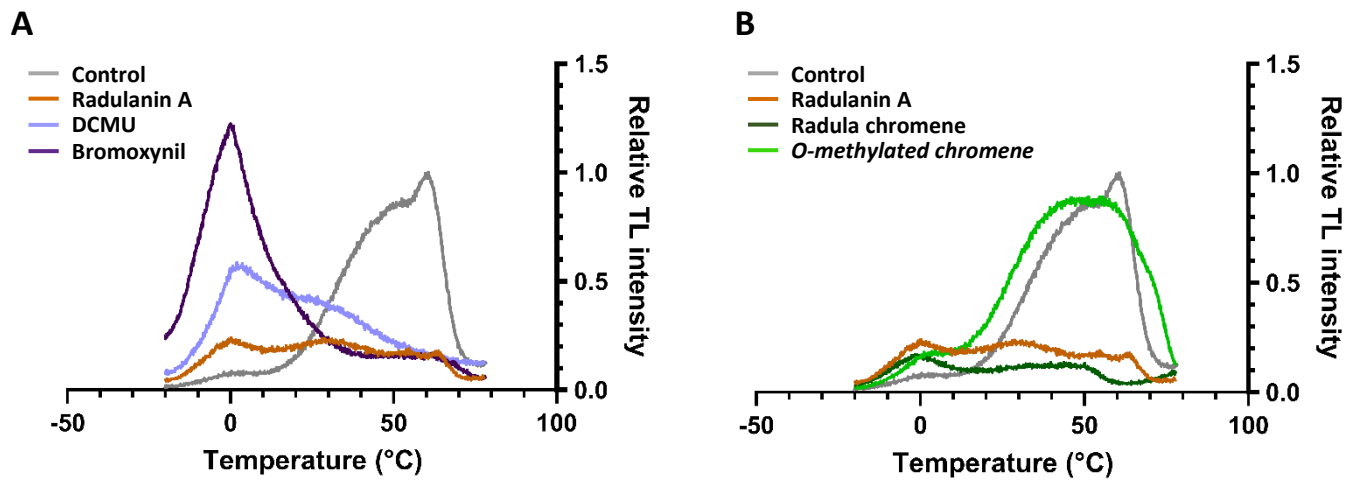 A
Control
Radulanin A
DCMU
Bromoxynil
1.5
1.0
0.5
0.0
Relative TL intensity
-50
0
50
100
Temperature (°C)
B
Control
Radulanin A
Radula chromene
O-methylated chromene
1.5
1.0
0.5
0.0
Relative TL intensity
-50
0
50
100
Temperature (°C)